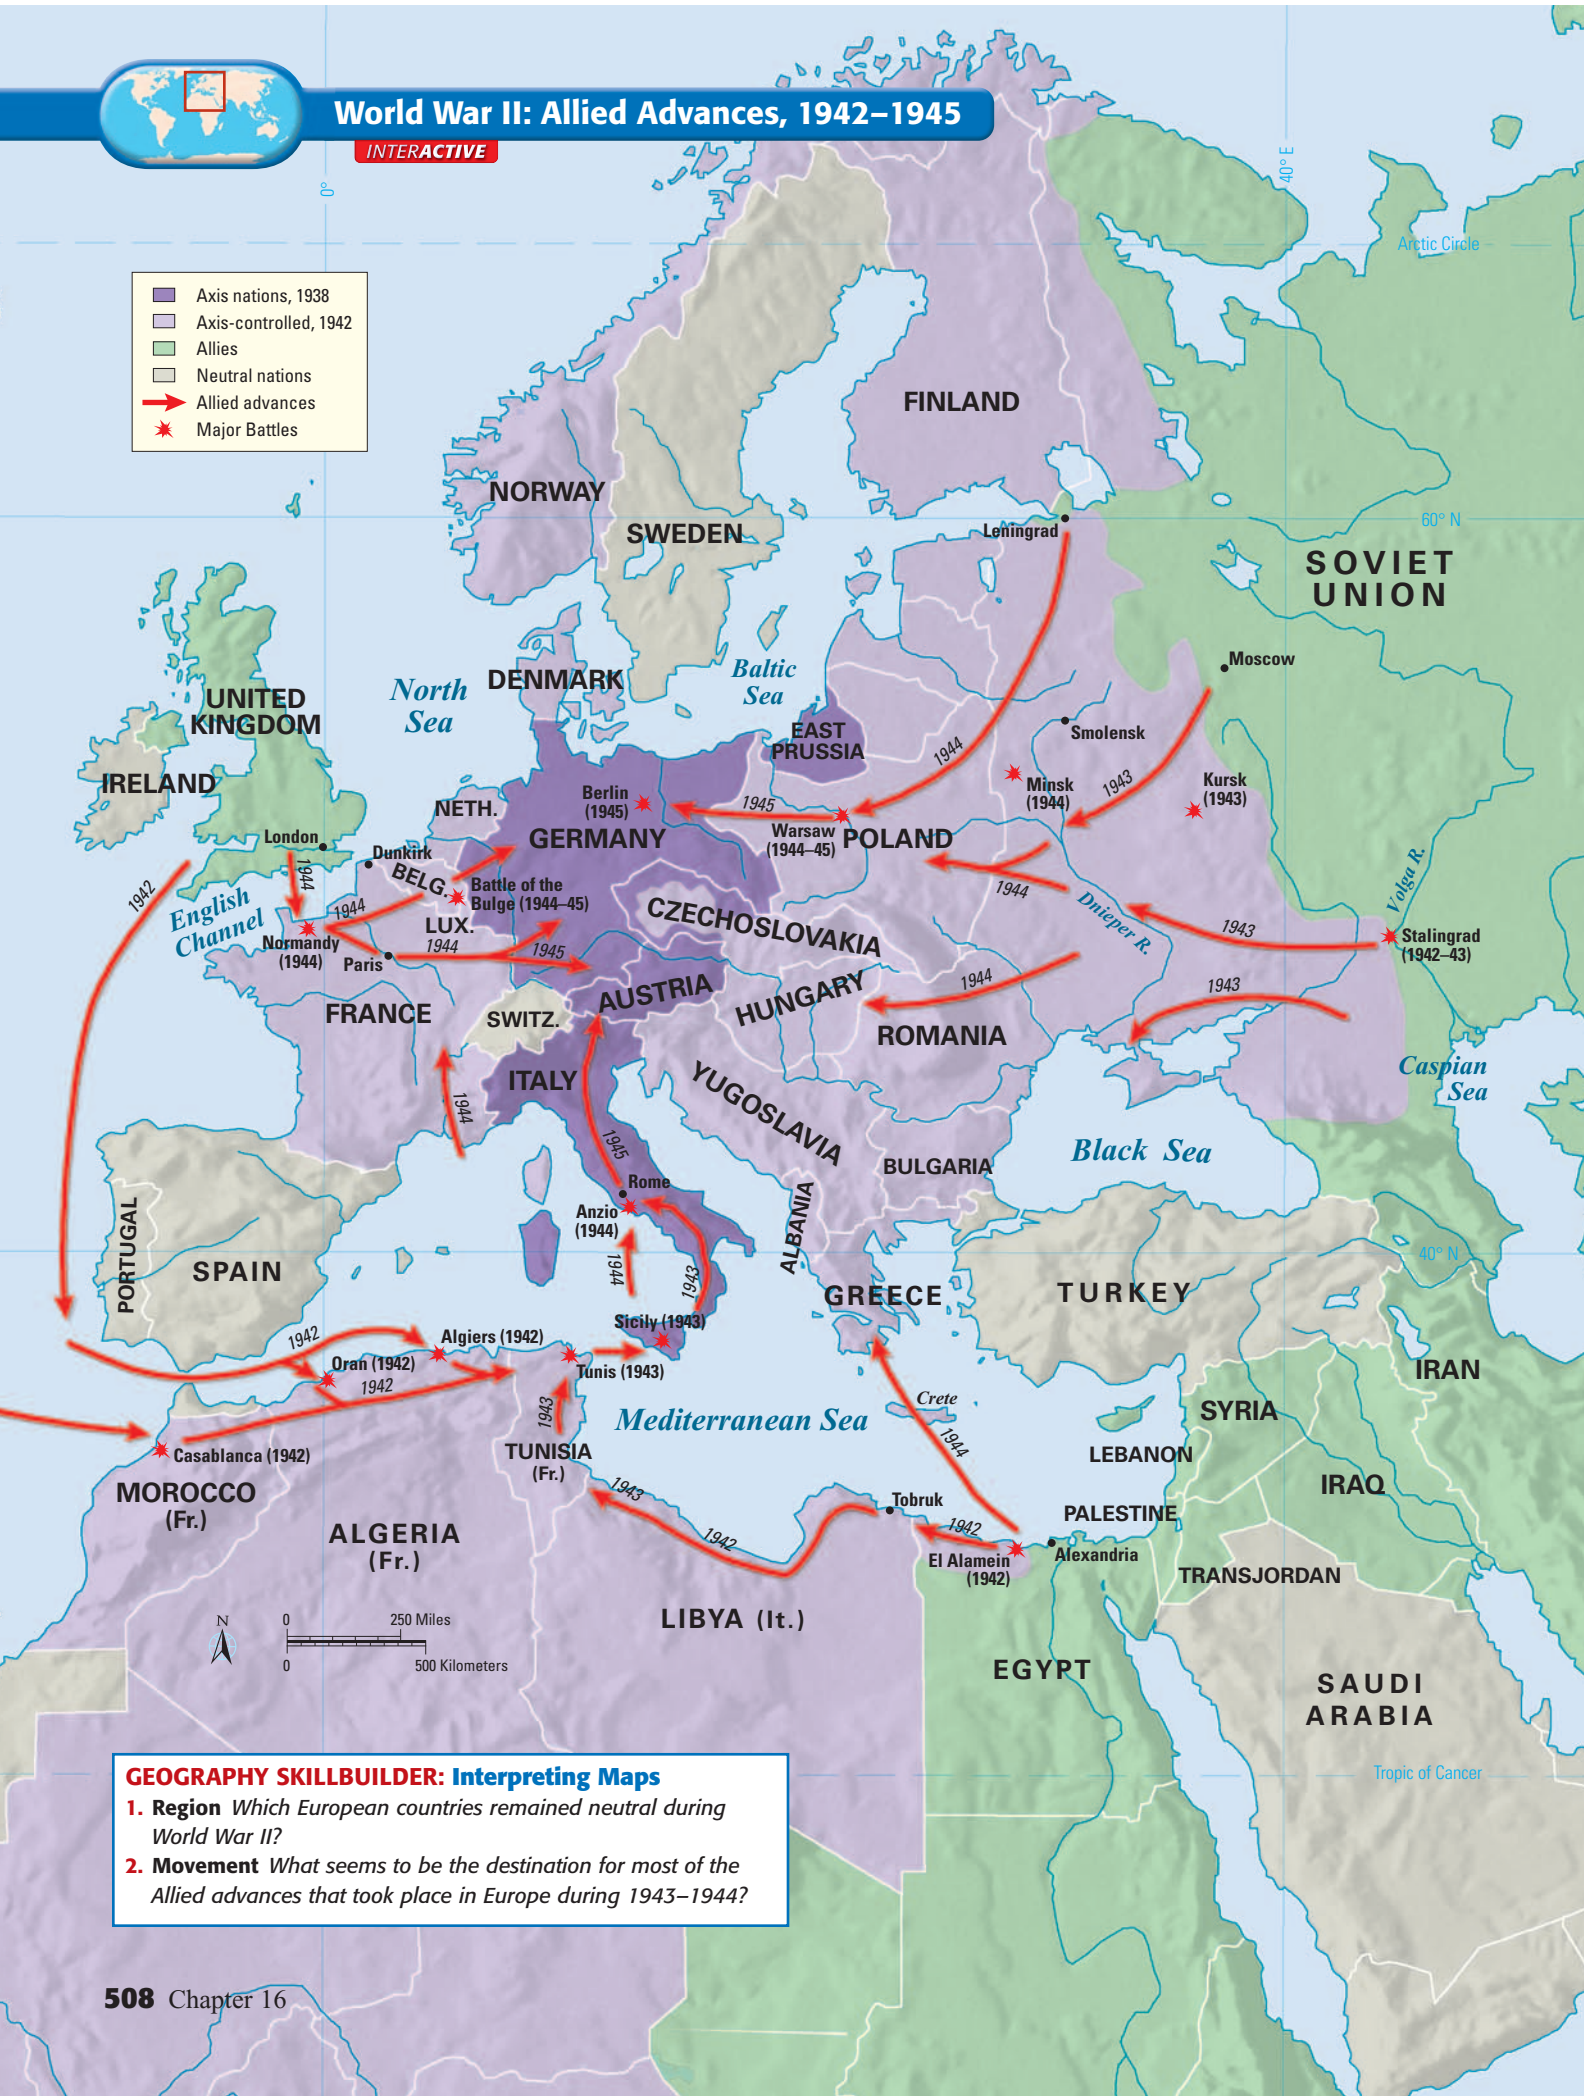 World War II: Allied Advances, 1942–1945
INTERACTIVE
0°
40° E
Arctic Circle
Axis nations, 1938
Axis-controlled, 1942
Allies
Neutral nations
Allied advances
Major Battles
FINLAND
NORWAY
SWEDEN
Leningrad
60° N
SOVIET
UNION
Moscow
North
Sea
DENMARK
Baltic
Sea
UNITED
KINGDOM
EAST
PRUSSIA
Smolensk
IRELAND
NETH.
Berlin
(1945)
1945
1944
Minsk
(1944)
1943
Kursk
(1943)
London
GERMANY
Warsaw
(1944–45)
POLAND
Dunkirk
1944
BELG.
Battle of the
Bulge (1944–45)
1942
English
Channel
1944
LUX.
CZECHOSLOVAKIA
1944
Dnieper R.
Volga R.
Normandy
(1944)
Paris
1944
1945
1943
Stalingrad
(1942–43)
FRANCE
SWITZ.
AUSTRIA
HUNGARY
1944
1943
ROMANIA
Caspian
Sea
ITALY
1944
YUGOSLAVIA
1945
Black Sea
BULGARIA
Rome
Anzio
(1944)
ALBANIA
PORTUGAL
SPAIN
40° N
1944
1943
GREECE
TURKEY
Sicily (1943)
1942
Algiers (1942)
Oran (1942)
1942
Tunis (1943)
IRAN
1943
Mediterranean Sea
Crete
1944
SYRIA
Casablanca (1942)
TUNISIA
(Fr.)
LEBANON
MOROCCO
(Fr.)
1943
IRAQ
Tobruk
PALESTINE
ALGERIA
(Fr.)
1942
1942
El Alamein
(1942)
Alexandria
TRANSJORDAN
LIBYA (It.)
N
0
250 Miles
0
500 Kilometers
EGYPT
SAUDI
ARABIA
Tropic of Cancer
GEOGRAPHY SKILLBUILDER: Interpreting Maps
1. Region Which European countries remained neutral during
World War II?
2. Movement What seems to be the destination for most of the
Allied advances that took place in Europe during 1943–1944?
508 Chapter 16